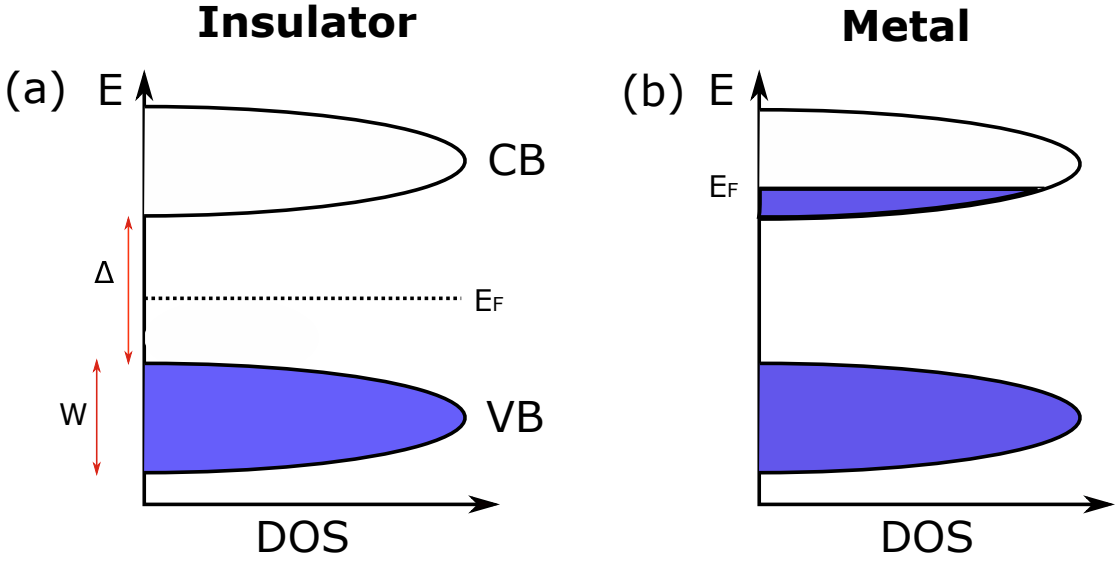 Insulator
(a)
E
CB
Δ
EF
W
VB
DOS
Metal
(b)
E
EF
DOS